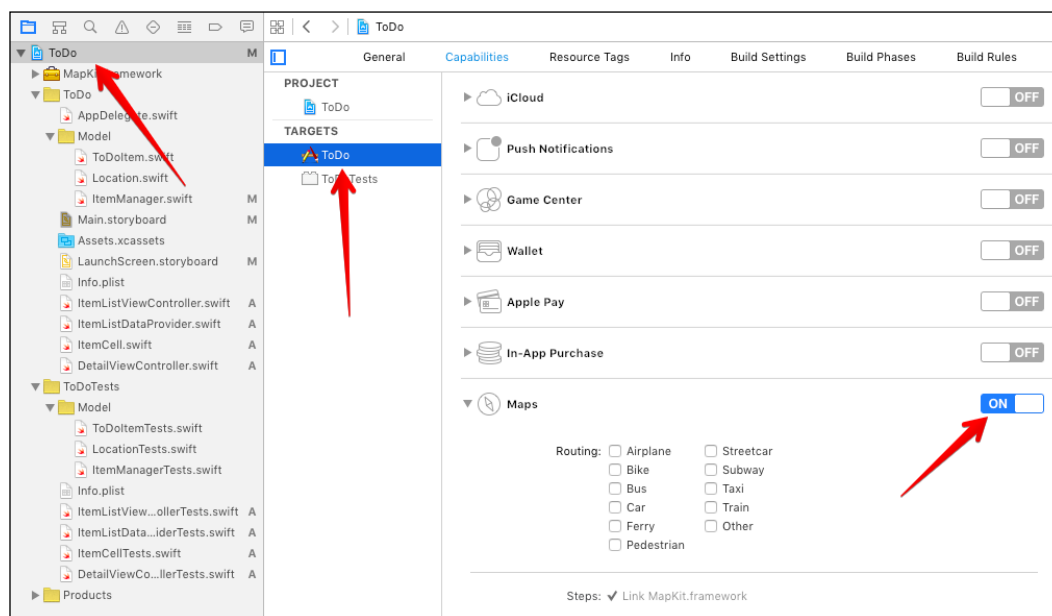 ToDo
ToDo M
MapKit.framework
ToDo
AppDelegate.swift
Model
ToDoItem.swift
Location.swift
ItemManager.swift M
Main.storyboard M
Assets.xcassets
LaunchScreen.storyboard M
Info.plist
ItemListViewController.swift A
ItemListDataProvider.swift A
ItemCell.swift A
DetailViewController.swift A
ToDoTests
Model
ToDoItemTests.swift
LocationTests.swift
ItemManagerTests.swift
Info.plist
ItemListView...ollerTests.swift A
ItemListData...iderTests.swift A
ItemCellTests.swift A
DetailViewCo...llerTests.swift A
Products
General Capabilities Resource Tags Info Build Settings Build Phases Build Rules
PROJECT
ToDo
TARGETS
ToDo
ToDoTests
iCloud OFF
Push Notifications OFF
Game Center OFF
Wallet OFF
Apple Pay OFF
In-App Purchase OFF
Maps ON
Routing: Airplane Streetcar
Bike Subway
Bus Taxi
Car Train
Ferry Other
Pedestrian
Steps: ✓ Link MapKit.framework